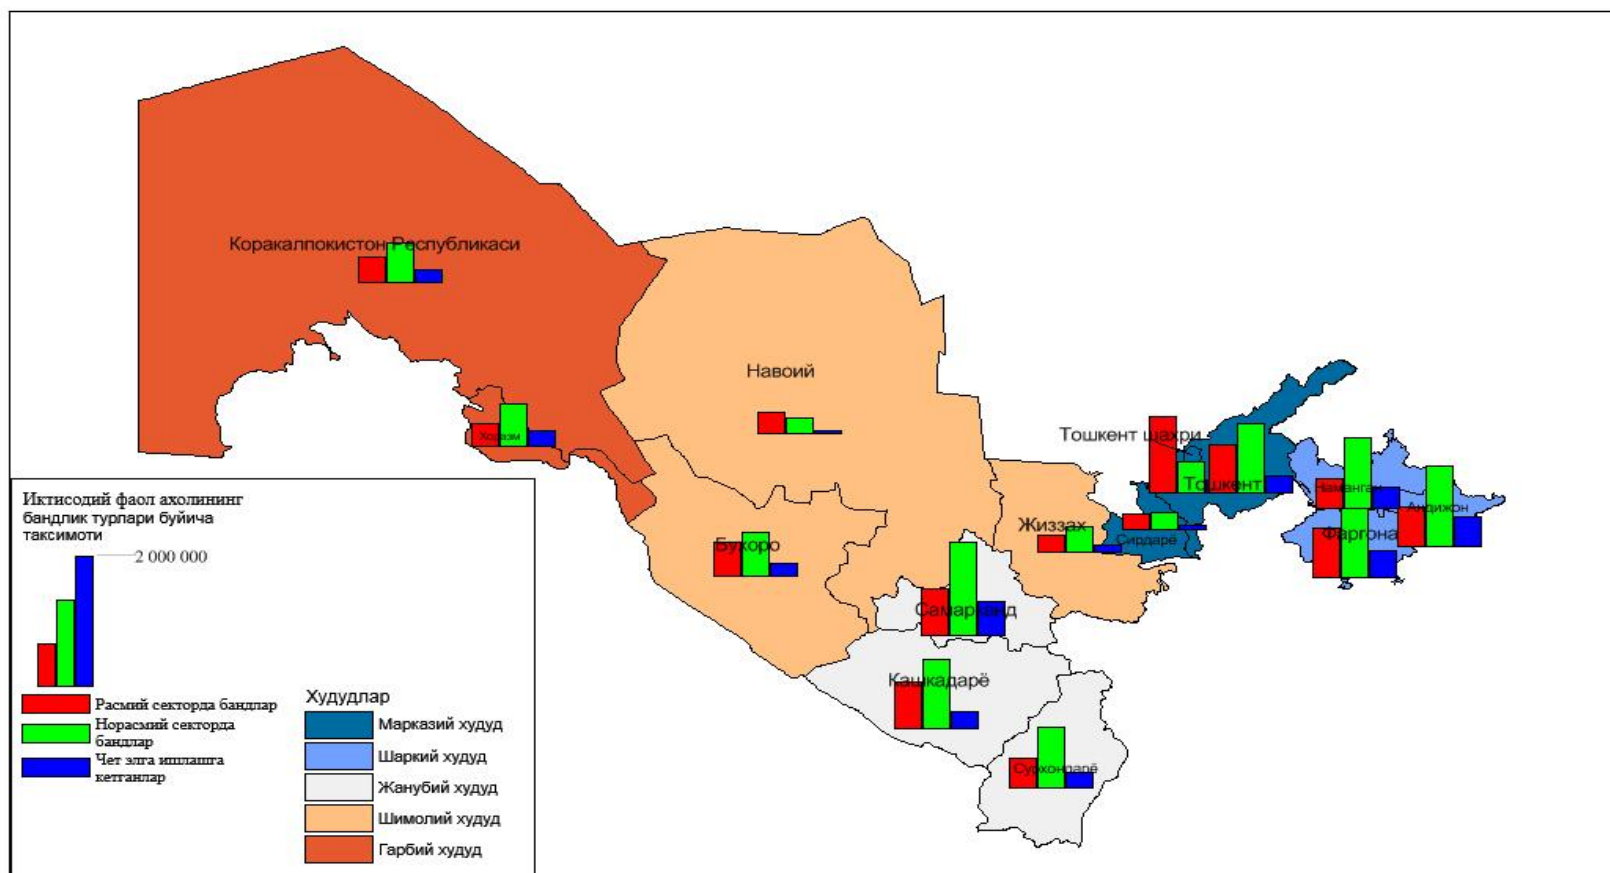 Коракалпокистон Республикаси
Навоий
Тошкент шахри
Хоразм
Тошкент
Наманган
Андижон
Фаргона
Жиззах
Сирдарё
Бухоро
Самарканд
Кашкадарё
Сурхондарё
Иктисодий фаол ахолининг
бандлик турлари буйича
таксимоти
2 000 000
Расмий секторда бандлар
Норасмий секторда
бандлар
Чет элга ишлашга
кетганлар
Худудлар
Марказий худуд
Шаркий худуд
Жанубий худуд
Шимолий худуд
Гарбий худуд